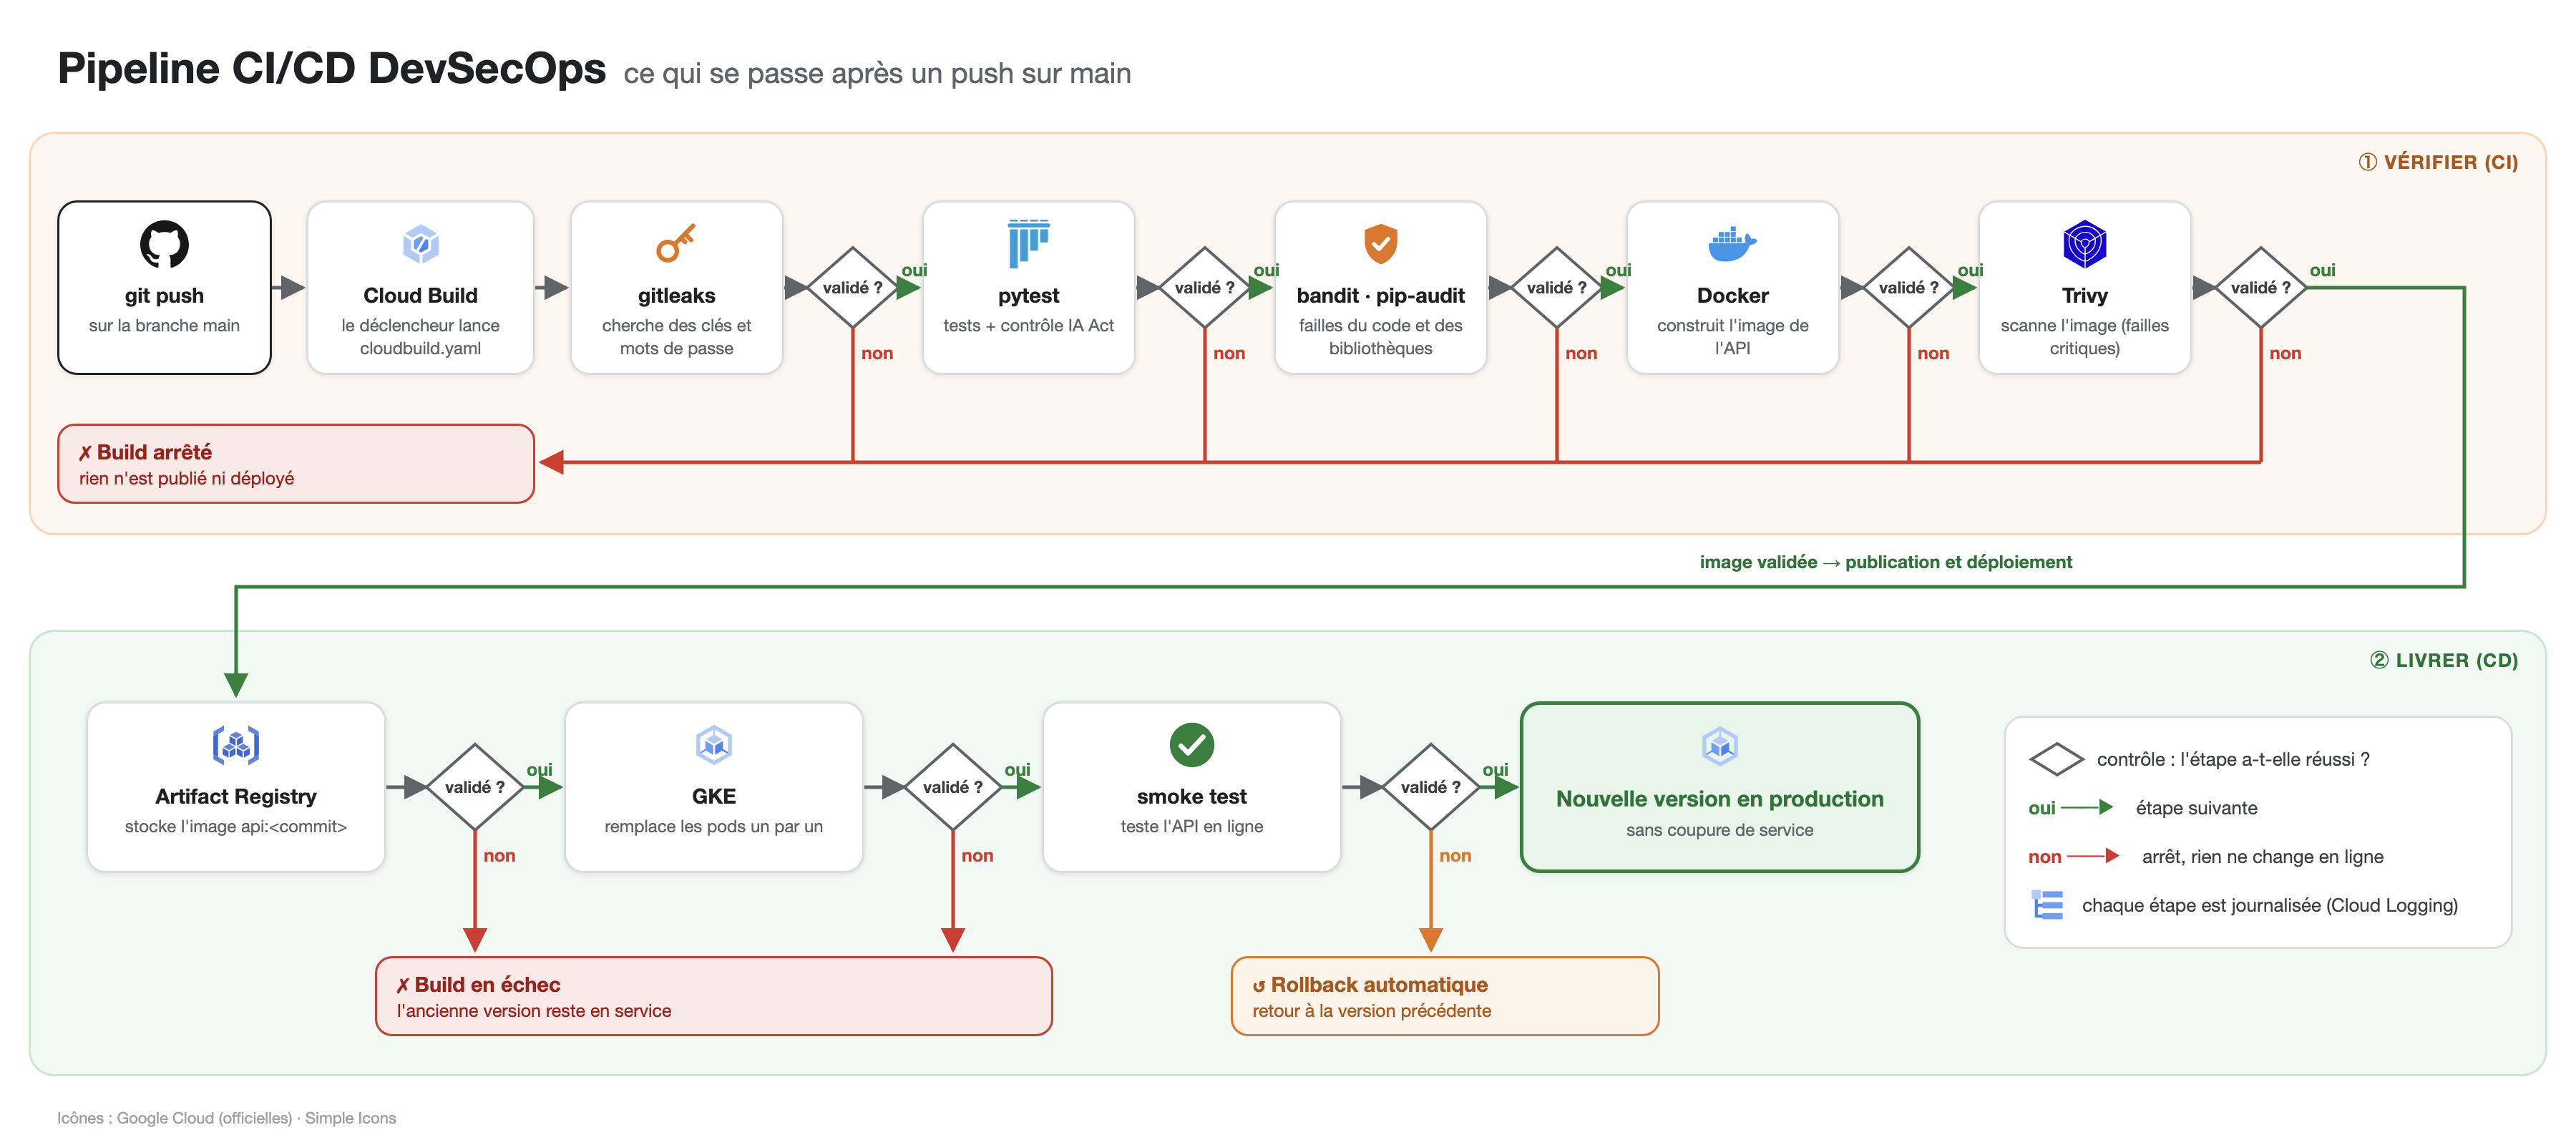 Pipeline CI/CD DevSecOps ce qui se passe après un push sur main
① VÉRIFIER (CI)
git push
sur la branche main
Cloud Build
le déclencheur lance
cloudbuild.yaml
gitleaks
cherche des clés et
mots de passe
validé ?
oui
non
pytest
tests + contrôle IA Act
validé ?
oui
non
bandit · pip-audit
failles du code et des
bibliothèques
validé ?
oui
non
Docker
construit l'image de
l'API
validé ?
oui
non
Trivy
scanne l'image (failles
critiques)
validé ?
oui
non
✗ Build arrêté
rien n'est publié ni déployé
image validée → publication et déploiement
② LIVRER (CD)
Artifact Registry
stocke l'image api:<commit>
validé ?
oui
non
GKE
remplace les pods un par un
validé ?
oui
non
smoke test
teste l'API en ligne
validé ?
oui
non
Nouvelle version en production
sans coupure de service
✗ Build en échec
l'ancienne version reste en service
↺ Rollback automatique
retour à la version précédente
contrôle : l'étape a-t-elle réussi ?
oui étape suivante
non arrêt, rien ne change en ligne
chaque étape est journalisée (Cloud Logging)
Icônes : Google Cloud (officielles) · Simple Icons